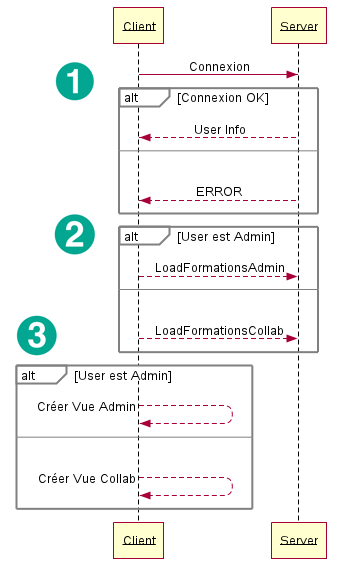 Client Server
Connexion
1
alt [Connexion OK]
User Info
ERROR
2
alt [User est Admin]
LoadFormationsAdmin
LoadFormationsCollab
3
alt [User est Admin]
Créer Vue Admin
Créer Vue Collab
Client Server